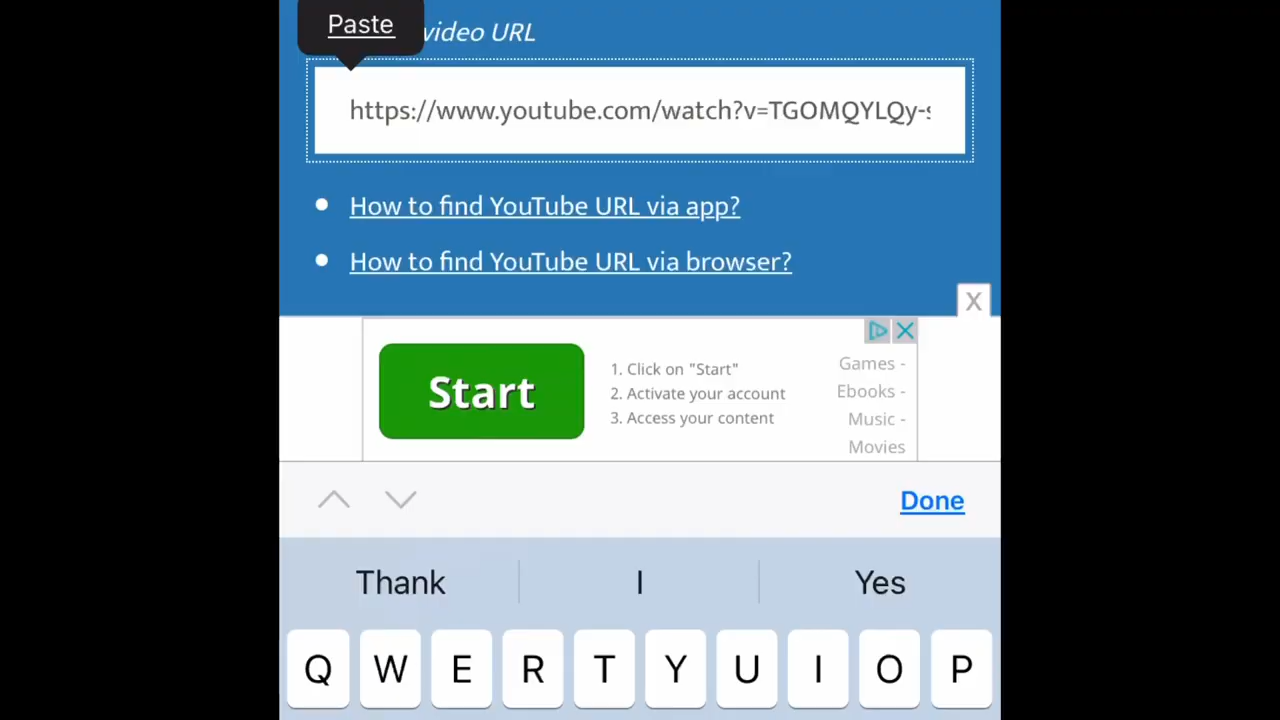 Paste
video URL
https://www.youtube.com/watch?v=TGOMQYLQy-
How to find YouTube URL via app?
How to find YouTube URL via browser?
X
Start
1. Click on "Start"
2. Activate your account
3. Access your content
Games -
Ebooks -
Music -
Movies
Done
Thank I Yes
Q W E R T Y U I O P